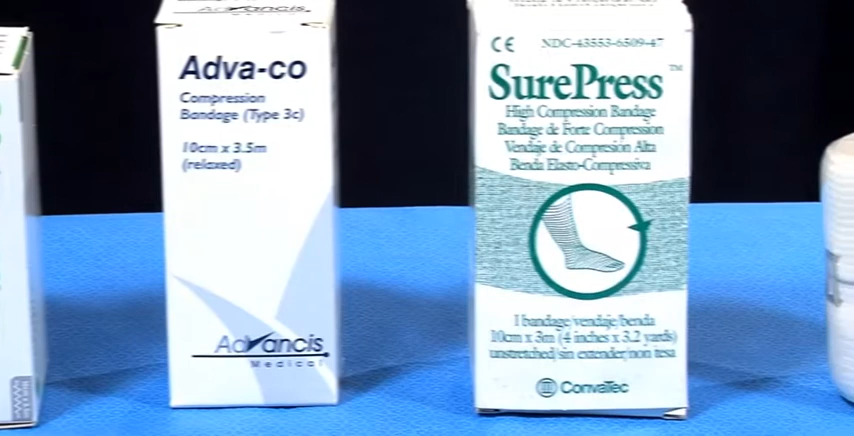 Advancis
Adva-co
Compression
Bandage (Type 3c)
10cm x 3.5m
(relaxed)
Advancis
Medical
CE NDC-43553-6509-47
SurePress™
High Compression Bandage
Bandage de Forte Compression
Vendaje de Compresión Alta
Benda Elasto-Compressiva
1 bandage/vendaje/benda
10cm x 3m (4 inches x 3.2 yards)
unstretched/sin extender/non tesa
ConvaTec